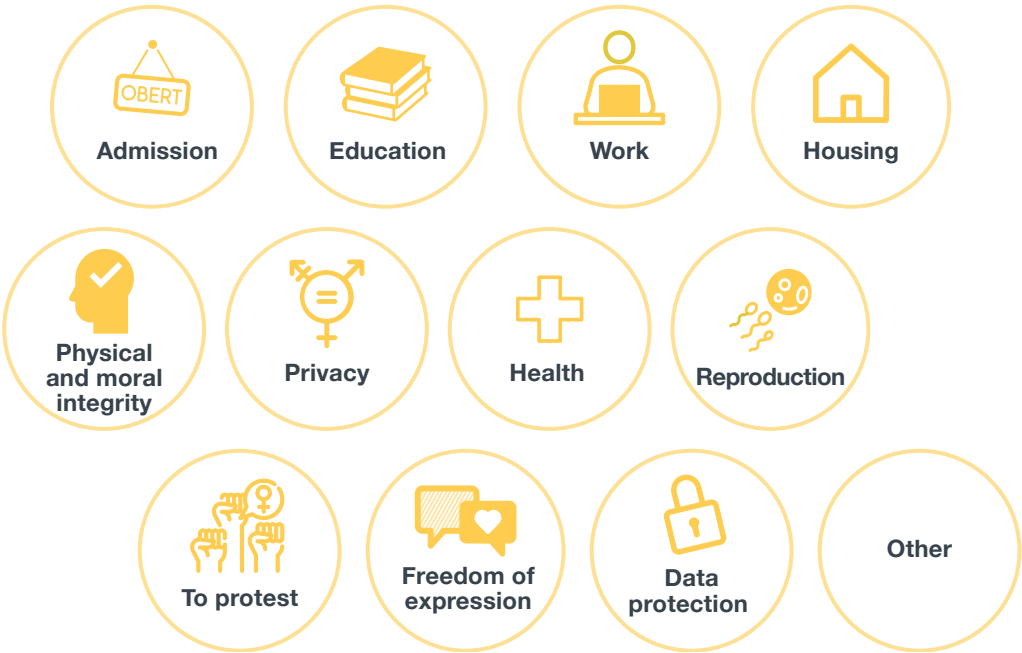 OBERT
Admission
Education
Work
Housing
Physical
and moral
integrity
Privacy
Health
Reproduction
To protest
Freedom of
expression
Data
protection
Other